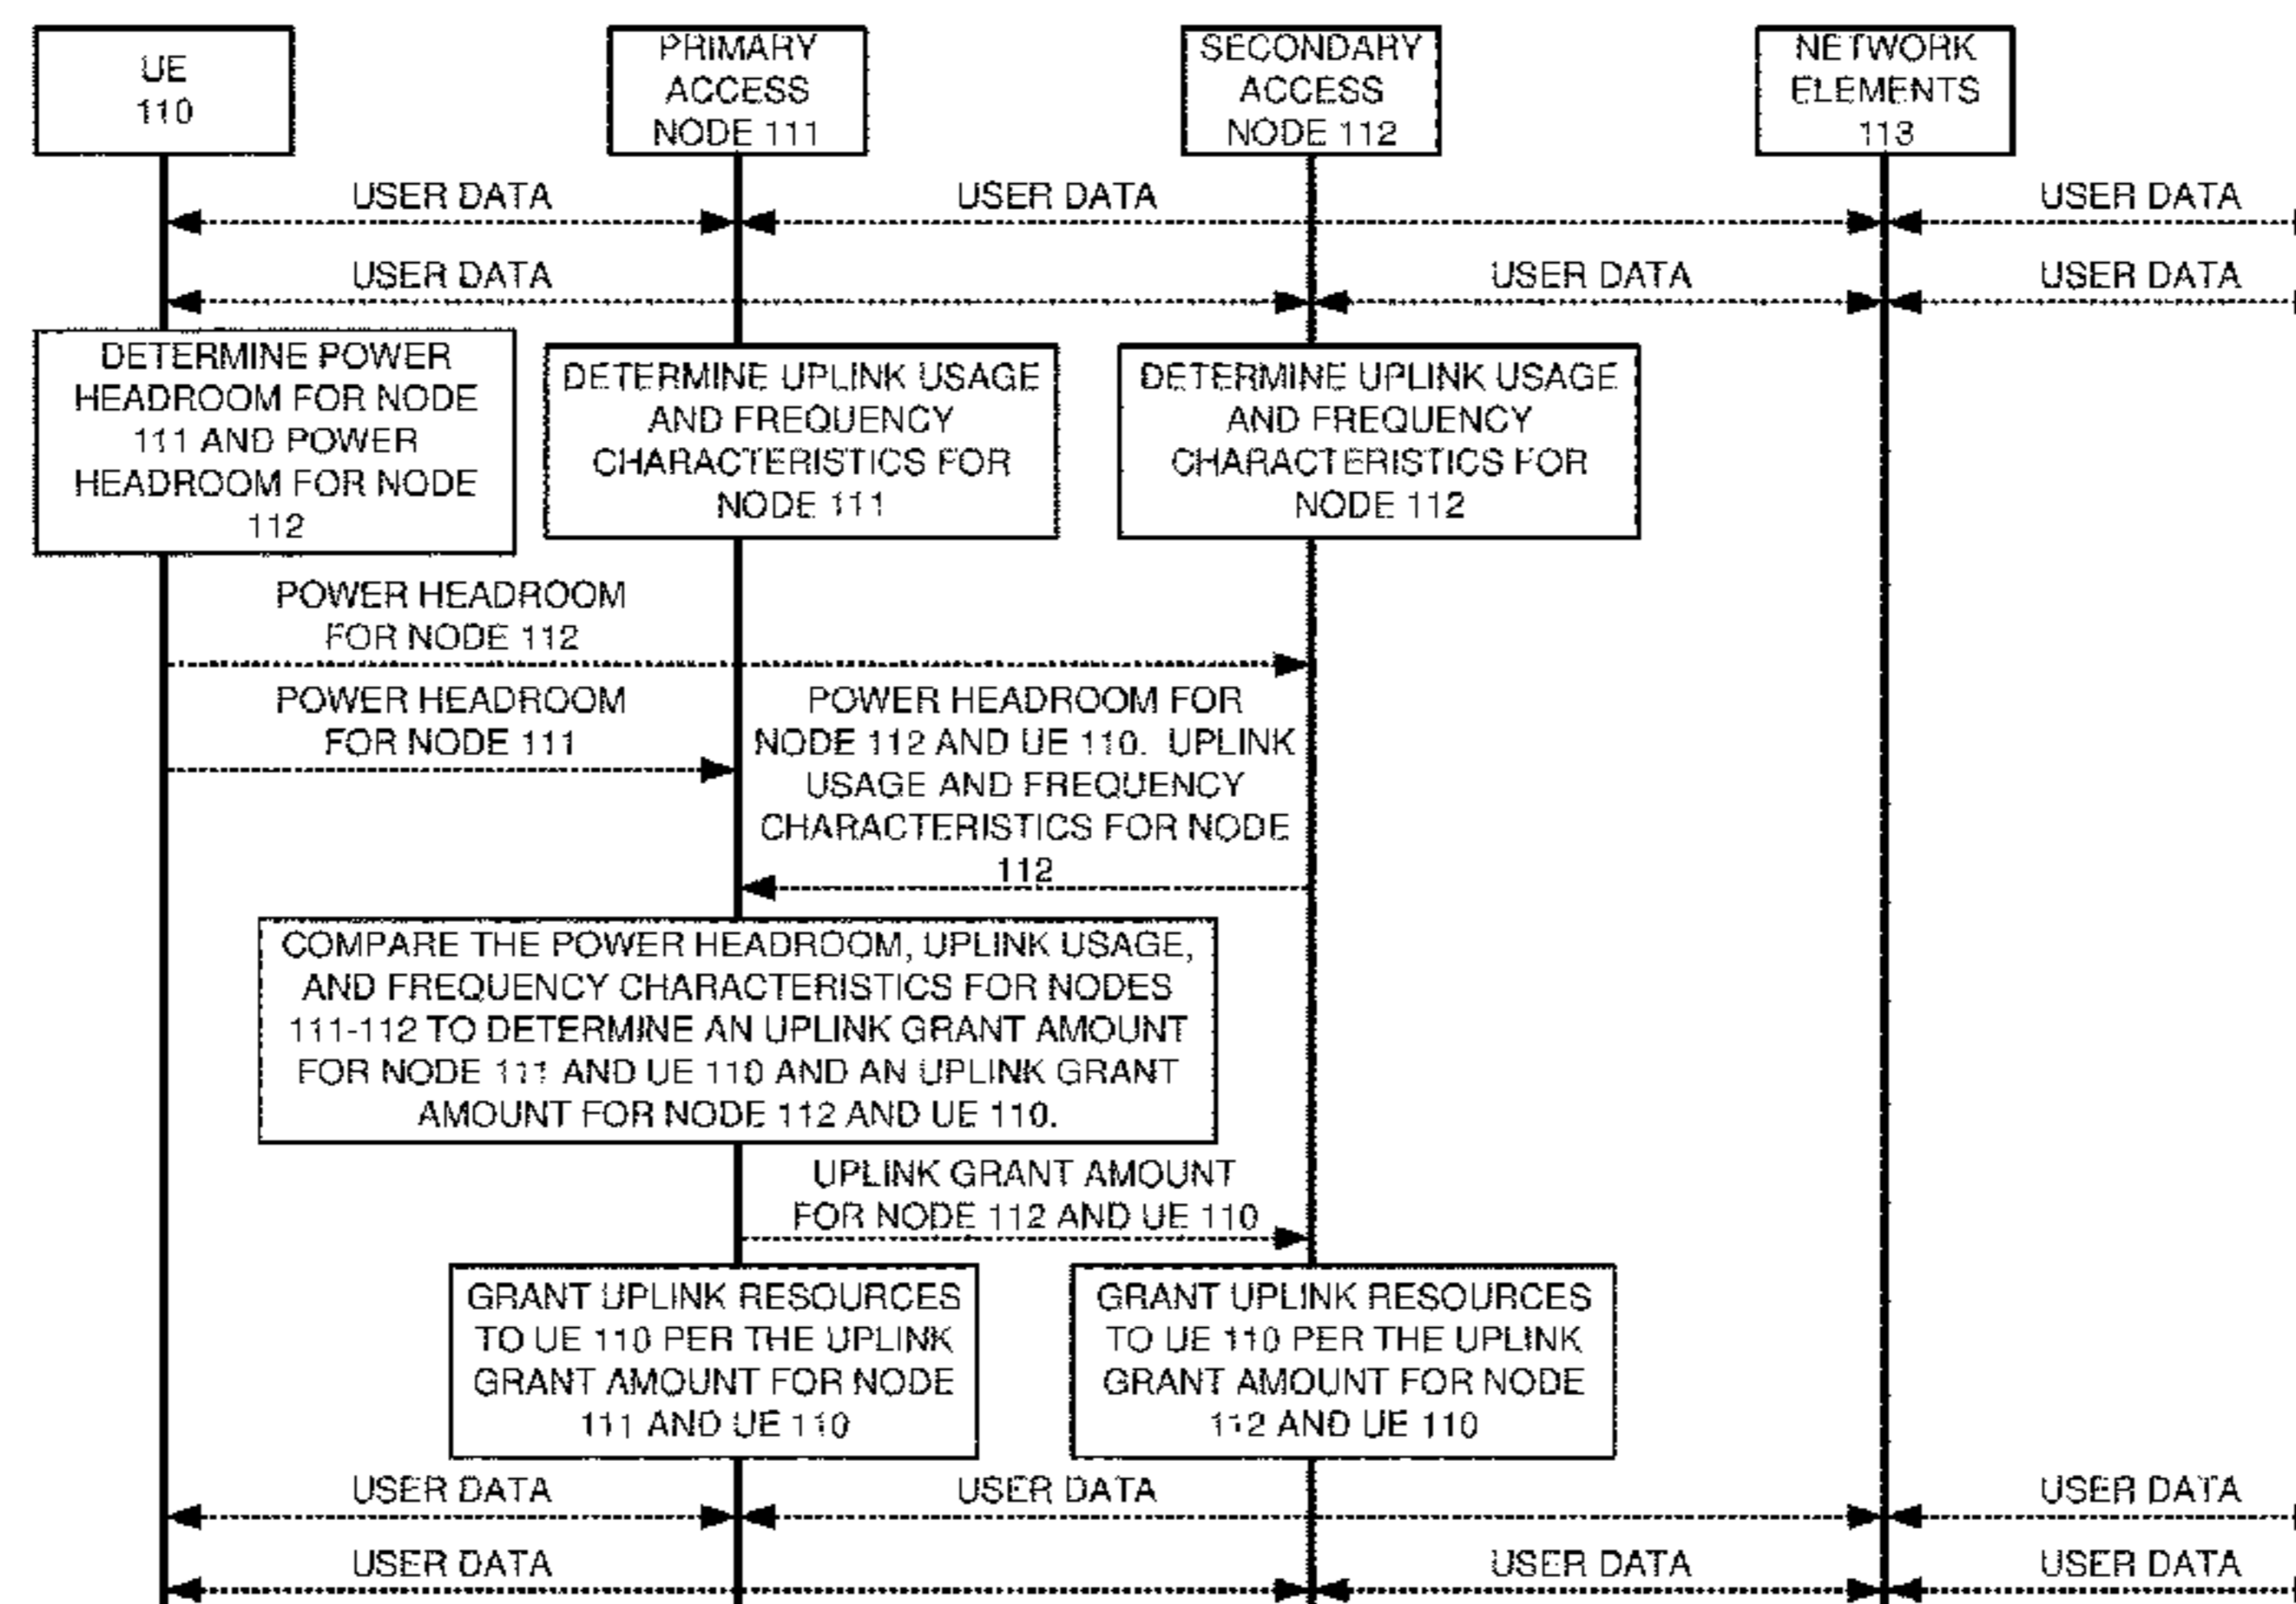 UE
110
PRIMARY
ACCESS
NODE 111
SECONDARY
ACCESS
NODE 112
NETWORK
ELEMENTS
113
USER DATA
USER DATA
USER DATA
USER DATA
USER DATA
USER DATA
DETERMINE POWER
HEADROOM FOR NODE
111 AND POWER
HEADROOM FOR NODE
112
DETERMINE UPLINK USAGE
AND FREQUENCY
CHARACTERISTICS FOR
NODE 111
DETERMINE UPLINK USAGE
AND FREQUENCY
CHARACTERISTICS FOR
NODE 112
POWER HEADROOM
FOR NODE 112
POWER HEADROOM
FOR NODE 111
POWER HEADROOM FOR
NODE 112 AND UE 110. UPLINK
USAGE AND FREQUENCY
CHARACTERISTICS FOR NODE
112
COMPARE THE POWER HEADROOM, UPLINK USAGE,
AND FREQUENCY CHARACTERISTICS FOR NODES
111-112 TO DETERMINE AN UPLINK GRANT AMOUNT
FOR NODE 111 AND UE 110 AND AN UPLINK GRANT
AMOUNT FOR NODE 112 AND UE 110.
UPLINK GRANT AMOUNT
FOR NODE 112 AND UE 110
GRANT UPLINK RESOURCES
TO UE 110 PER THE UPLINK
GRANT AMOUNT FOR NODE
111 AND UE 110
GRANT UPLINK RESOURCES
TO UE 110 PER THE UPLINK
GRANT AMOUNT FOR NODE
112 AND UE 110
USER DATA
USER DATA
USER DATA
USER DATA
USER DATA
USER DATA